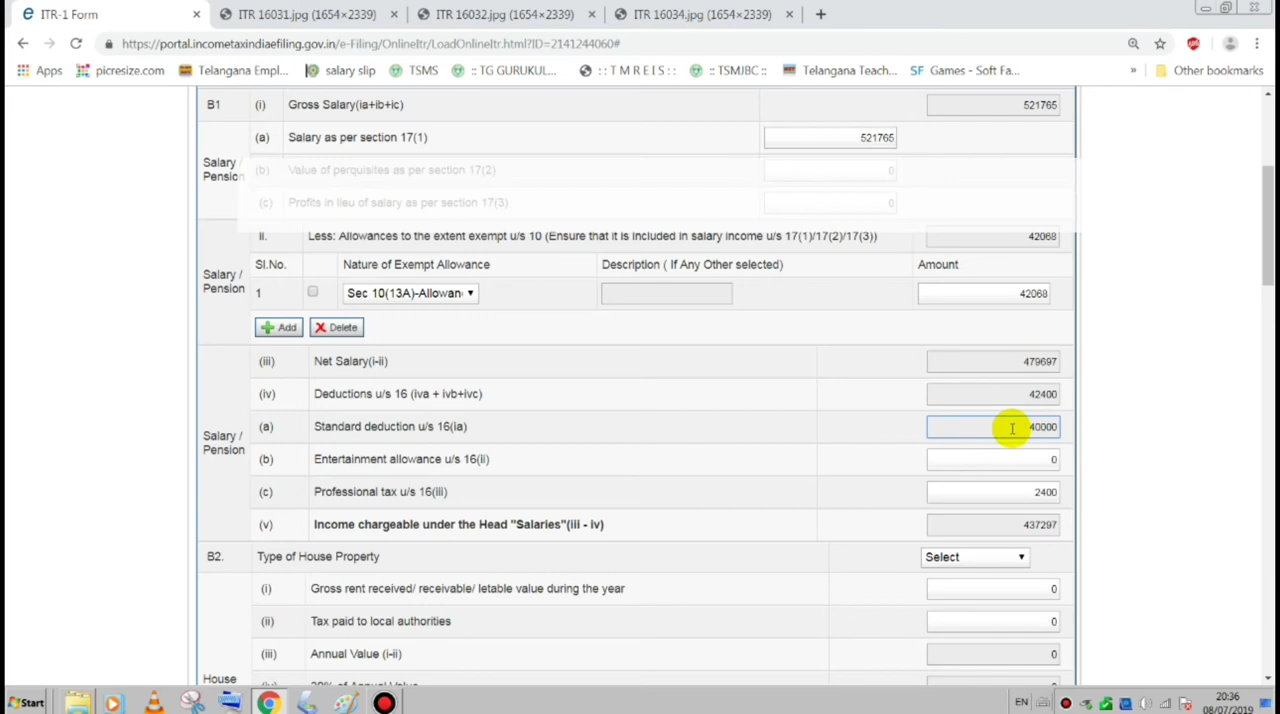 ITR-1 Form
ITR 16031.jpg (1654×2339)
ITR 16032.jpg (1654×2339)
ITR 16034.jpg (1654×2339)
https://portal.incometaxindiaefiling.gov.in/e-Filing/OnlineItr/LoadOnlineItr.html?ID=2141244060#
Apps picresize.com Telangana Empl... salary slip TSMS :: TG GURUKUL... : : T M R E I S : : :: TSMJBC :: Telangana Teach... SF Games - Soft Fa... » Other bookmarks
B1 (i) Gross Salary(ia+ib+ic) 521765
(a) Salary as per section 17(1) 521765
Salary / Pension
(b) Value of perquisites as per section 17(2) 0
(c) Profits in lieu of salary as per section 17(3) 0
ii. Less: Allowances to the extent exempt u/s 10 (Ensure that it is included in salary income u/s 17(1)/17(2)/17(3)) 42068
Salary / Pension
Sl.No. Nature of Exempt Allowance Description ( If Any Other selected) Amount
1 Sec 10(13A)-Allowan 42068
Add Delete
(iii) Net Salary(i-ii) 479697
(iv) Deductions u/s 16 (iva + ivb+ivc) 42400
(a) Standard deduction u/s 16(ia) 40000
Salary / Pension
(b) Entertainment allowance u/s 16(ii) 0
(c) Professional tax u/s 16(iii) 2400
(v) Income chargeable under the Head "Salaries"(iii - iv) 437297
B2. Type of House Property Select
(i) Gross rent received/ receivable/ letable value during the year 0
(ii) Tax paid to local authorities 0
(iii) Annual Value (i-ii) 0
House
Start EN 20:36
08/07/2019